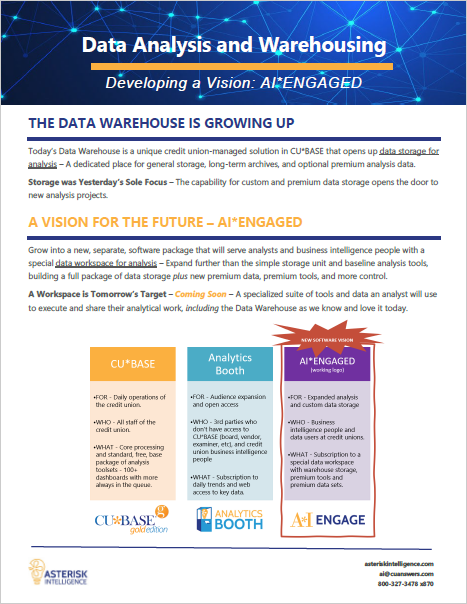 Data Analysis and Warehousing
Developing a Vision: AI*ENGAGED
THE DATA WAREHOUSE IS GROWING UP
Today's Data Warehouse is a unique credit union-managed solution in CU*BASE that opens up data storage for
analysis – A dedicated place for general storage, long-term archives, and optional premium analysis data.
Storage was Yesterday's Sole Focus – The capability for custom and premium data storage opens the door to
new analysis projects.
A VISION FOR THE FUTURE – AI*ENGAGED
Grow into a new, separate, software package that will serve analysts and business intelligence people with a
special data workspace for analysis – Expand further than the simple storage unit and baseline analysis tools,
building a full package of data storage plus new premium data, premium tools, and more control.
A Workspace is Tomorrow's Target – Coming Soon – A specialized suite of tools and data an analyst will use
to execute and share their analytical work, including the Data Warehouse as we know and love it today.
CU*BASE
•FOR - Daily operations of
the credit union.
•WHO - All staff of the
credit union.
•WHAT - Core processing
and standard, free, base
package of analysis
toolsets - 100+
dashboards with more
always in the queue.
CU*BASE g
gold edition
Analytics
Booth
•FOR - Audience expansion
and open access
•WHO - 3rd parties who
don't have access to
CU*BASE (board, vendor,
examiner, etc), and credit
union business intelligence
people
•WHAT - Subscription to
daily trends and web
access to key data.
ANALYTICS
BOOTH
NEW SOFTWARE VISION
AI*ENGAGED
(working logo)
•FOR - Expanded analysis
and custom data storage
•WHO - Business
intelligence people and
data users at credit unions.
•WHAT - Subscription to a
special data workspace
with warehouse storage,
premium tools and
premium data sets.
A*I ENGAGE
ASTERISK
INTELLIGENCE
asteriskintelligence.com
ai@cuanswers.com
800-327-3478 x870